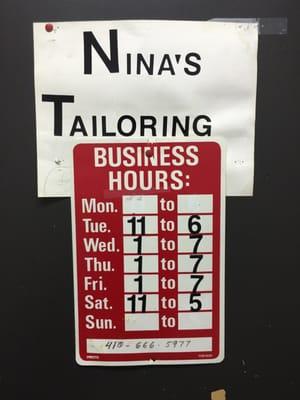 NINA'S
TAILORING
BUSINESS
HOURS:
Mon. to
Tue. 11 to 6
Wed. 1 to 7
Thu. 1 to 7
Fri. 1 to 7
Sat. 11 to 5
Sun. to
410-666-5977